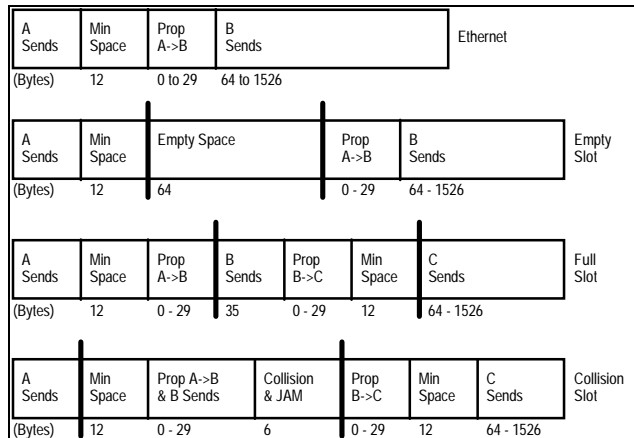 A Sends Min Space Prop A->B B Sends Ethernet
(Bytes) 12 0 to 29 64 to 1526
A Sends Min Space Empty Space Prop A->B B Sends Empty Slot
(Bytes) 12 64 0 - 29 64 - 1526
A Sends Min Space Prop A->B B Sends Prop B->C Min Space C Sends Full Slot
(Bytes) 12 0 - 29 35 0 - 29 12 64 - 1526
A Sends Min Space Prop A->B & B Sends Collision & JAM Prop B->C Min Space C Sends Collision Slot
(Bytes) 12 0 - 29 6 0 - 29 12 64 - 1526